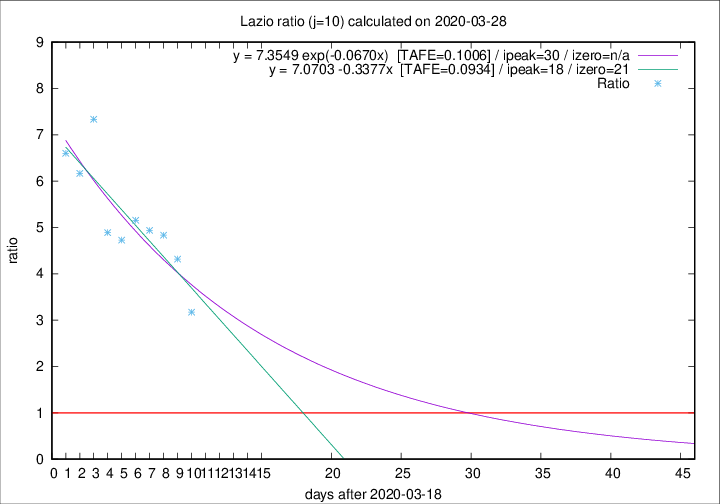 Lazio ratio (j=10) calculated on 2020-03-28
y = 7.3549 exp(-0.0670x) [TAFE=0.1006] / ipeak=30 / izero=n/a
y = 7.0703 -0.3377x [TAFE=0.0934] / ipeak=18 / izero=21
Ratio
9
8
7
6
5
4
3
2
1
0
ratio
0 1 2 3 4 5 6 7 8 9 10 11 12 13 14 15 20 25 30 35 40 45
days after 2020-03-18